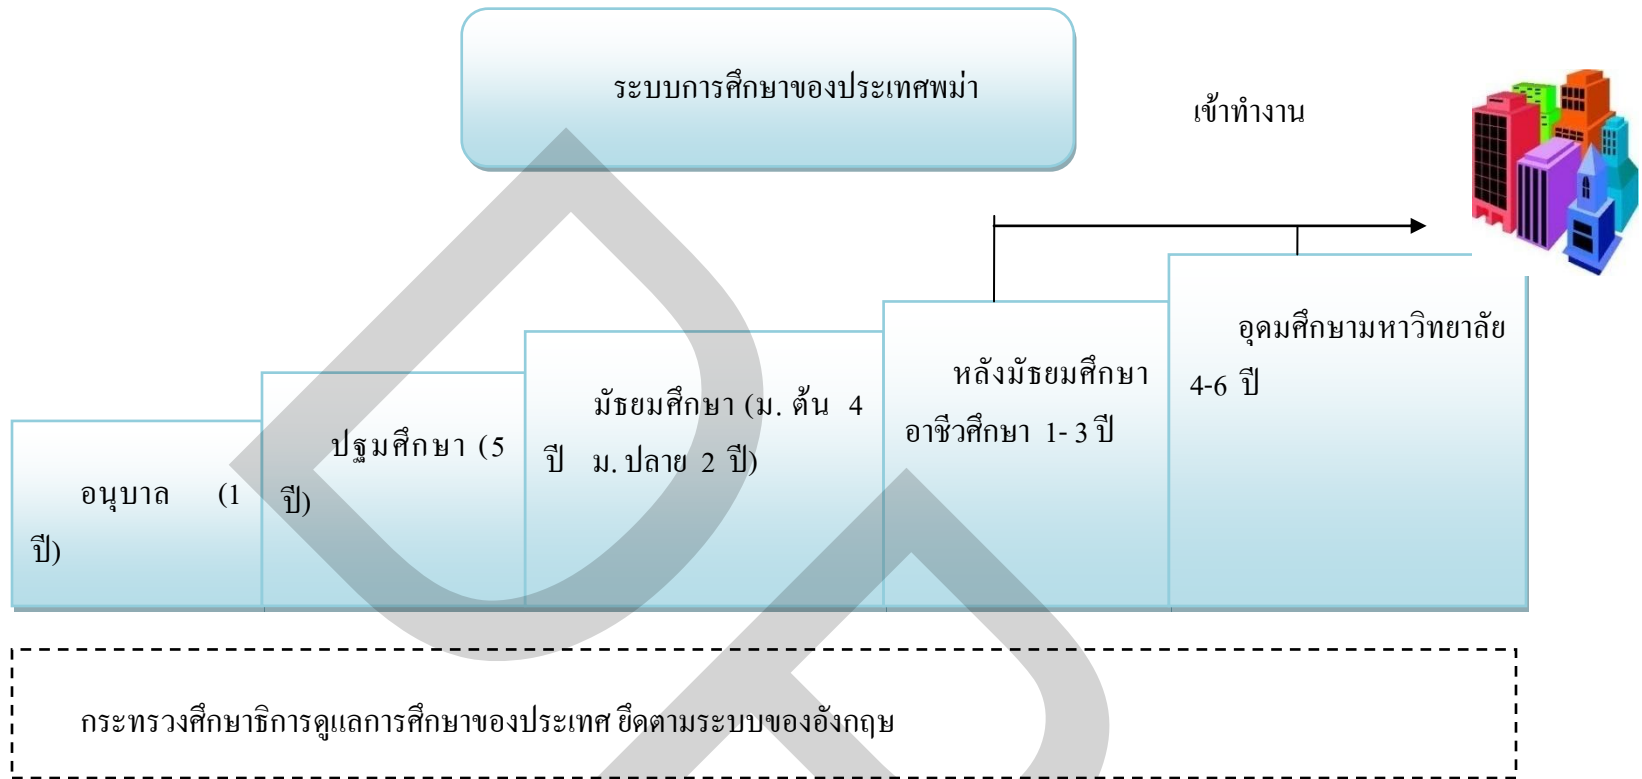 ระบบการศึกษาของประเทศพม่า
เข้าทำงาน
อนุบาล (1
ปี)
ปฐมศึกษา (5
ปี)
มัธยมศึกษา (ม. ต้น 4
ปี ม. ปลาย 2 ปี)
หลังมัธยมศึกษา
อาชีวศึกษา 1- 3 ปี
อุดมศึกษามหาวิทยาลัย
4-6 ปี
กระทรวงศึกษาธิการดูแลการศึกษาของประเทศ ยึดตามระบบของอังกฤษ